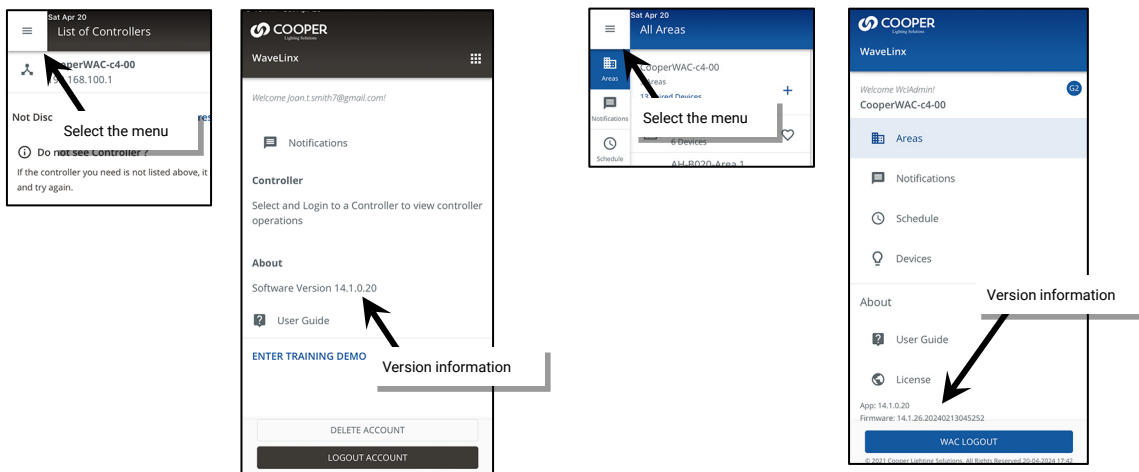 Sat Apr 20
List of Controllers
perWAC-c4-00
168.100.1
Not Disc
res
Select the menu
Do not see Controller ?
If the controller you need is not listed above, it
and try again.
COOPER
Lighting Solutions
WaveLinx
Welcome Joan.t.smith7@gmail.com!
Notifications
Controller
Select and Login to a Controller to view controller
operations
About
Software Version 14.1.0.20
User Guide
ENTER TRAINING DEMO
Version information
DELETE ACCOUNT
LOGOUT ACCOUNT
Sat Apr 20
All Areas
Areas
Notifications
Schedule
CooperWAC-c4-00
Areas
13 ired Devices
Select the menu
6 Devices
AH-B020-Area 1
COOPER
Lighting Solutions
WaveLinx
Welcome WclAdmin!
G2
CooperWAC-c4-00
Areas
Notifications
Schedule
Devices
About
Version information
User Guide
License
App: 14.1.0.20
Firmware: 14.1.26.20240213045252
WAC LOGOUT
© 2021 Cooper Lighting Solutions. All Rights Reserved 20-04-2024 17:42